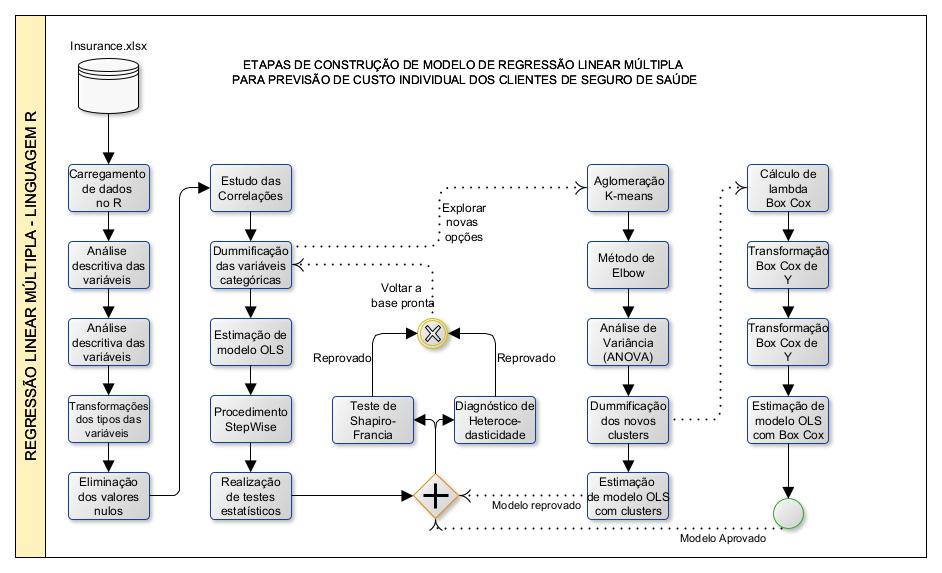 REGRESSÃO LINEAR MÚLTIPLA - LINGUAGEM R
Insurance.xlsx
ETAPAS DE CONSTRUÇÃO DE MODELO DE REGRESSÃO LINEAR MÚLTIPLA
PARA PREVISÃO DE CUSTO INDIVIDUAL DOS CLIENTES DE SEGURO DE SAÚDE
Carregamento
de dados
no R
Análise
descritiva das
variáveis
Análise
descritiva das
variáveis
Transformações
dos tipos das
variáveis
Eliminação
dos valores
nulos
Estudo das
Correlações
Dummificação
das variáveis
categóricas
Estimação de
modelo OLS
Procedimento
StepWise
Realização
de testes
estatísticos
Explorar
novas
opções
Voltar a
base pronta
Reprovado
Reprovado
Teste de
Shapiro-
Francia
Diagnóstico de
Heteroce-
dasticidade
Aglomeração
K-means
Método de
Elbow
Análise de
Variância
(ANOVA)
Dummificação
dos novos
clusters
Estimação
de modelo OLS
com clusters
Modelo reprovado
Cálculo de
lambda
Box Cox
Transformação
Box Cox de
Y
Transformação
Box Cox de
Y
Estimação de
modelo OLS
com Box Cox
Modelo Aprovado